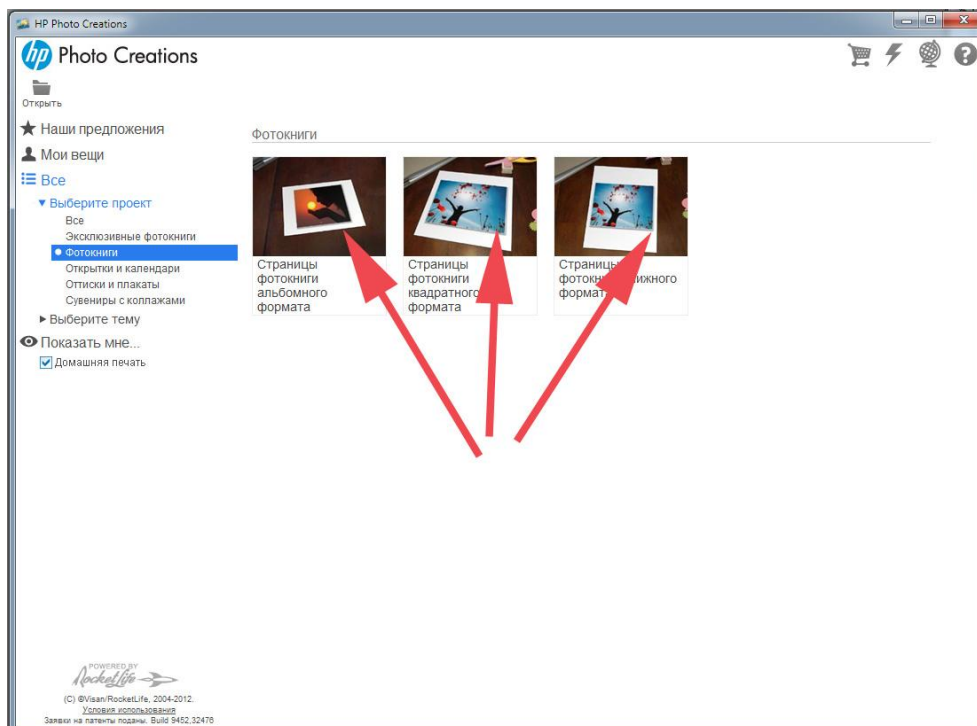 HP Photo Creations
hp Photo Creations
Открыть
Наши предложения
Мои вещи
Все
Выберите проект
Все
Эксклюзивные фотокниги
Фотокниги
Открытки и календари
Оттиски и плакаты
Сувениры с коллажами
Выберите тему
Показать мне...
Домашняя печать
Фотокниги
Страницы
фотокниги
альбомного
формата
Страницы
фотокниги
квадратного
формата
Страницы
формата
POWERED BY
RocketLife
(C) @Visan/RocketLife, 2004-2012.
Условия использования
Заявки на патенты поданы. Build 9452,32476